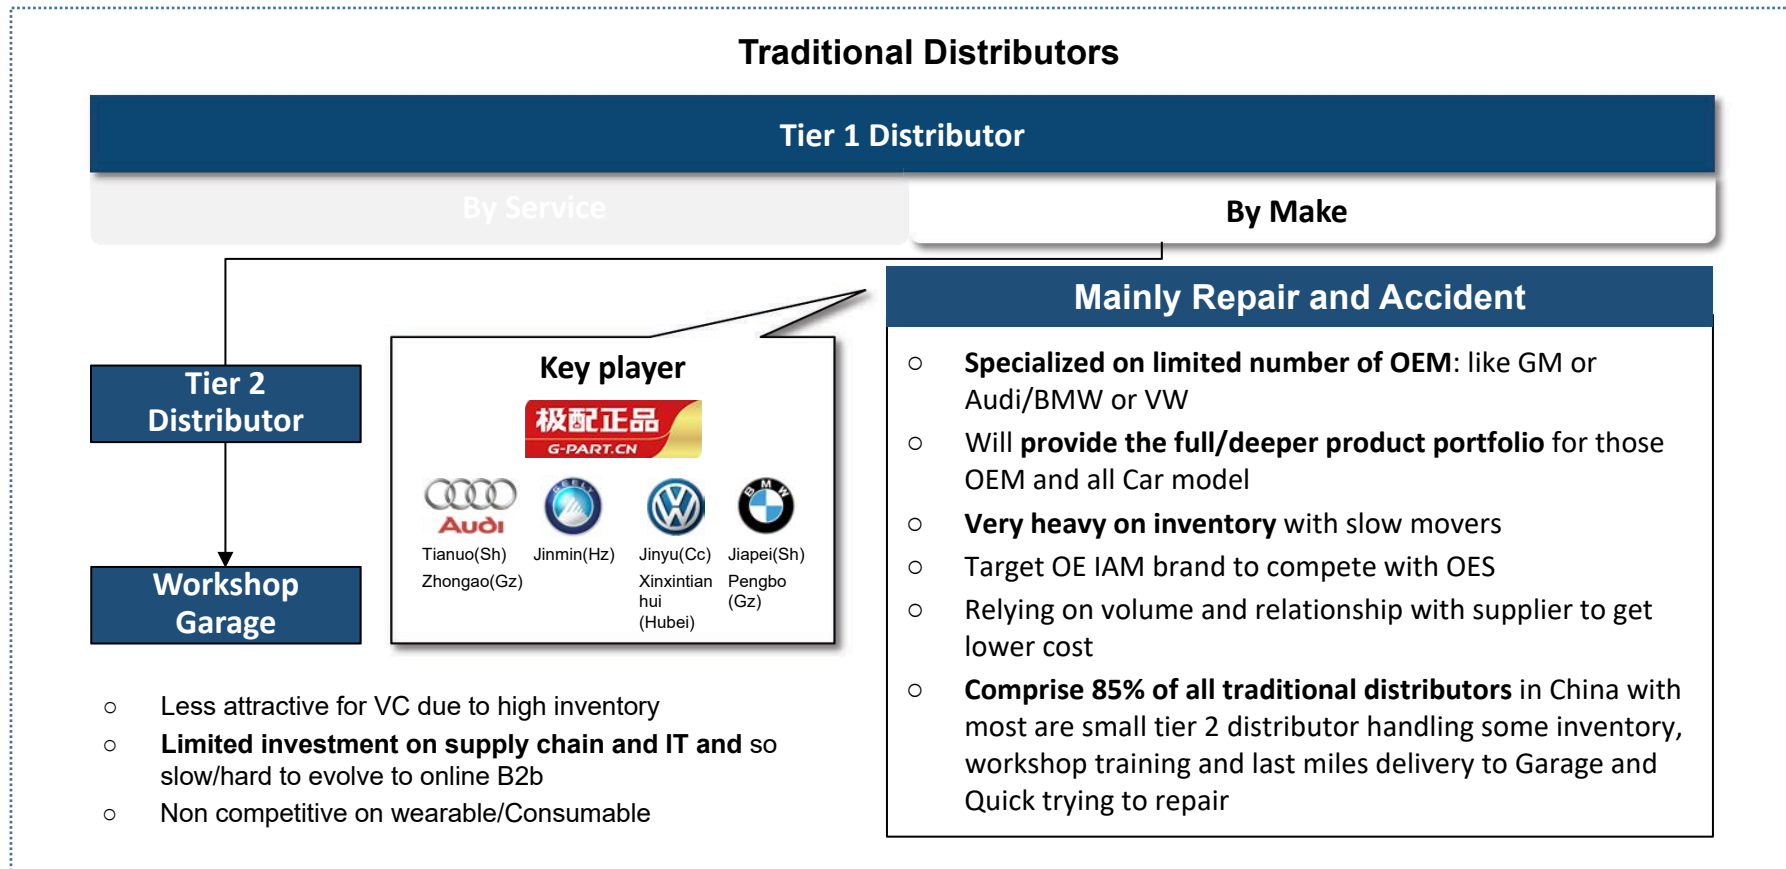 Traditional Distributors
Tier 1 Distributor
By Service
By Make
Tier 2
Distributor
Workshop
Garage
Key player
极配正品
G-PART.CN
Audi
GEELY
BMW
Tianuo(Sh)
Zhongao(Gz)
Jinmin(Hz)
Jinyu(Cc)
Xinxintian
hui
(Hubei)
Jiapei(Sh)
Pengbo
(Gz)
○ Less attractive for VC due to high inventory
○ Limited investment on supply chain and IT and so
slow/hard to evolve to online B2b
○ Non competitive on wearable/Consumable
Mainly Repair and Accident
○ Specialized on limited number of OEM: like GM or
Audi/BMW or VW
○ Will provide the full/deeper product portfolio for those
OEM and all Car model
○ Very heavy on inventory with slow movers
○ Target OE IAM brand to compete with OES
○ Relying on volume and relationship with supplier to get
lower cost
○ Comprise 85% of all traditional distributors in China with
most are small tier 2 distributor handling some inventory,
workshop training and last miles delivery to Garage and
Quick trying to repair